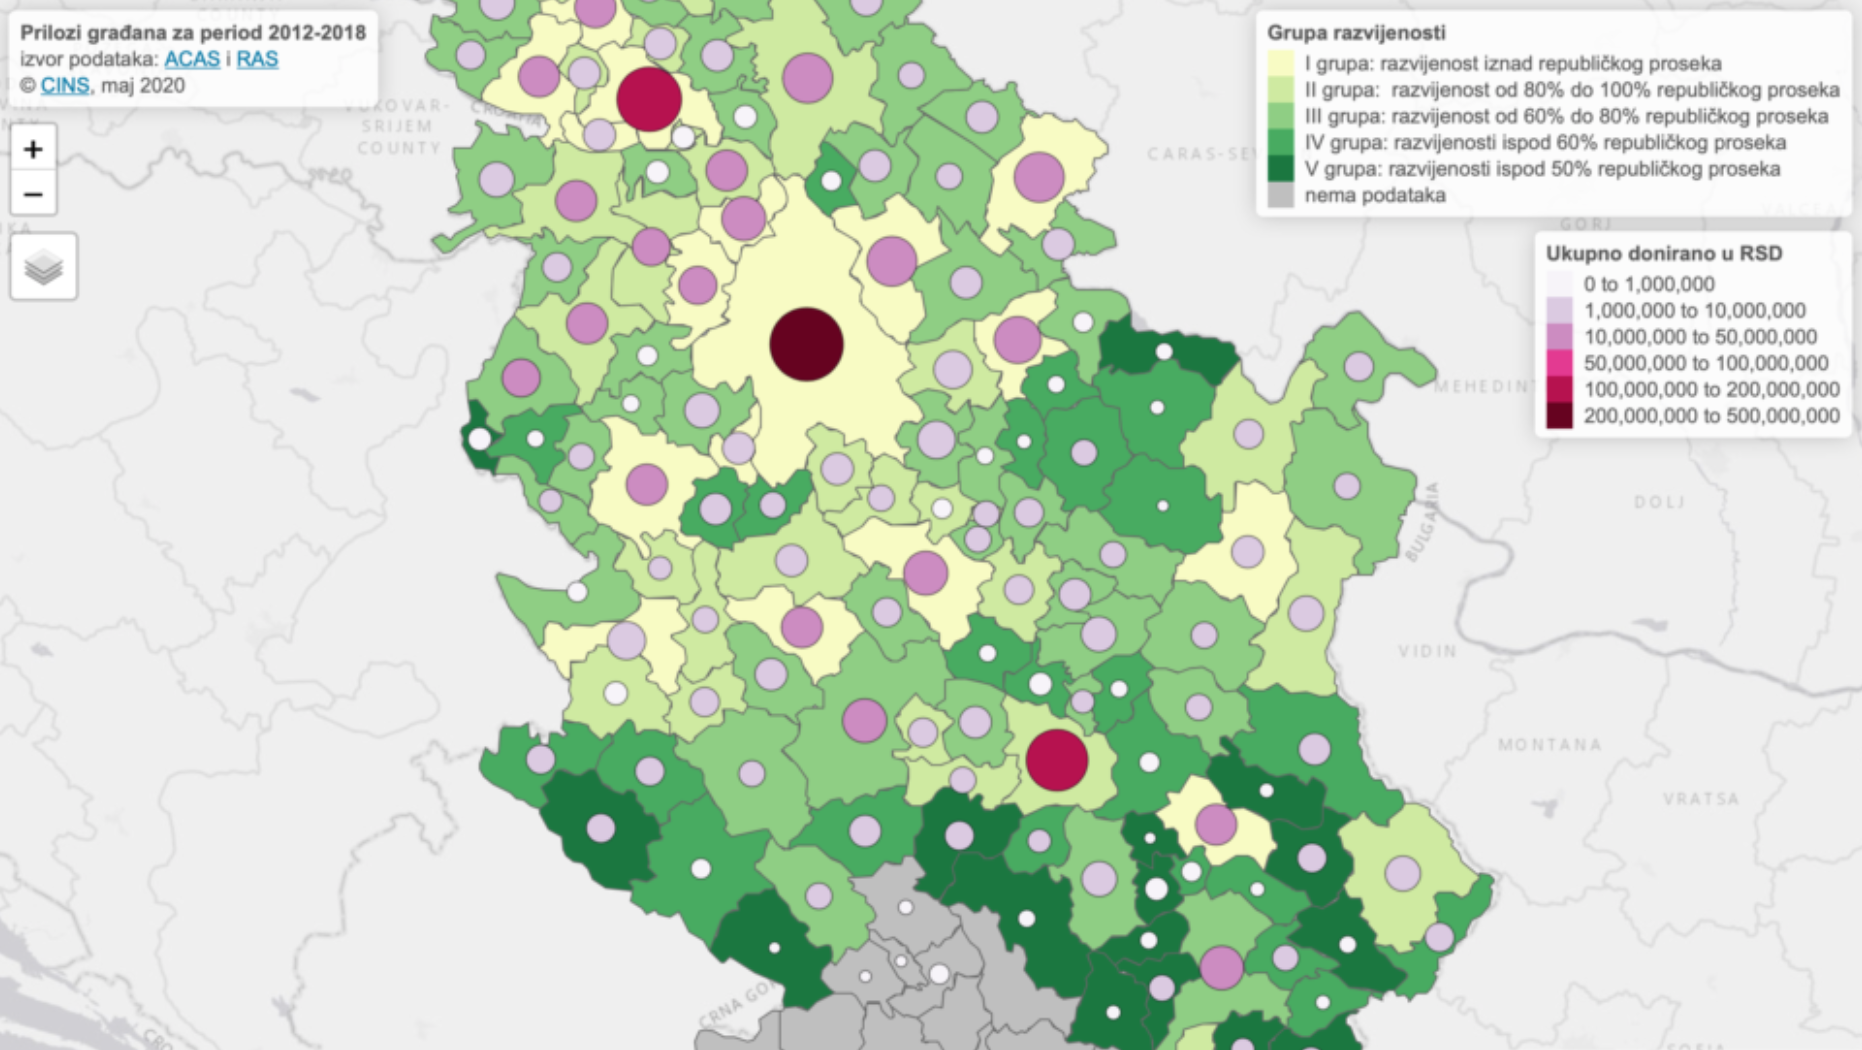 Prilozi građana za period 2012-2018
izvor podataka: ACAS i RAS
© CINS, maj 2020
+
−
VUKOVAR-
SRIJEM
COUNTY
CROATIA
CARAS-SE
GORJ
MEHEDINT
DOLJ
BULGARIA
VIDIN
MONTANA
VRATSA
CRNA GOR
Grupa razvijenosti
I grupa: razvijenost iznad republičkog proseka
II grupa: razvijenost od 80% do 100% republičkog proseka
III grupa: razvijenost od 60% do 80% republičkog proseka
IV grupa: razvijenosti ispod 60% republičkog proseka
V grupa: razvijenosti ispod 50% republičkog proseka
nema podataka
Ukupno donirano u RSD
0 to 1,000,000
1,000,000 to 10,000,000
10,000,000 to 50,000,000
50,000,000 to 100,000,000
100,000,000 to 200,000,000
200,000,000 to 500,000,000